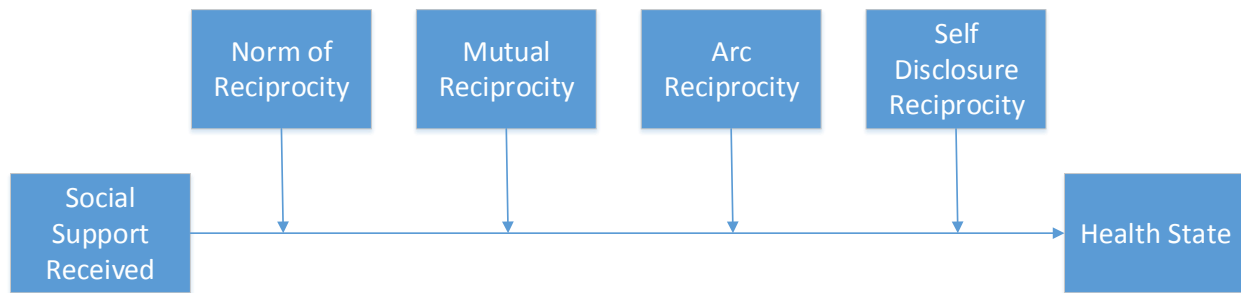 Norm of
Reciprocity
Mutual
Reciprocity
Arc
Reciprocity
Self
Disclosure
Reciprocity
Social
Support
Received
Health State